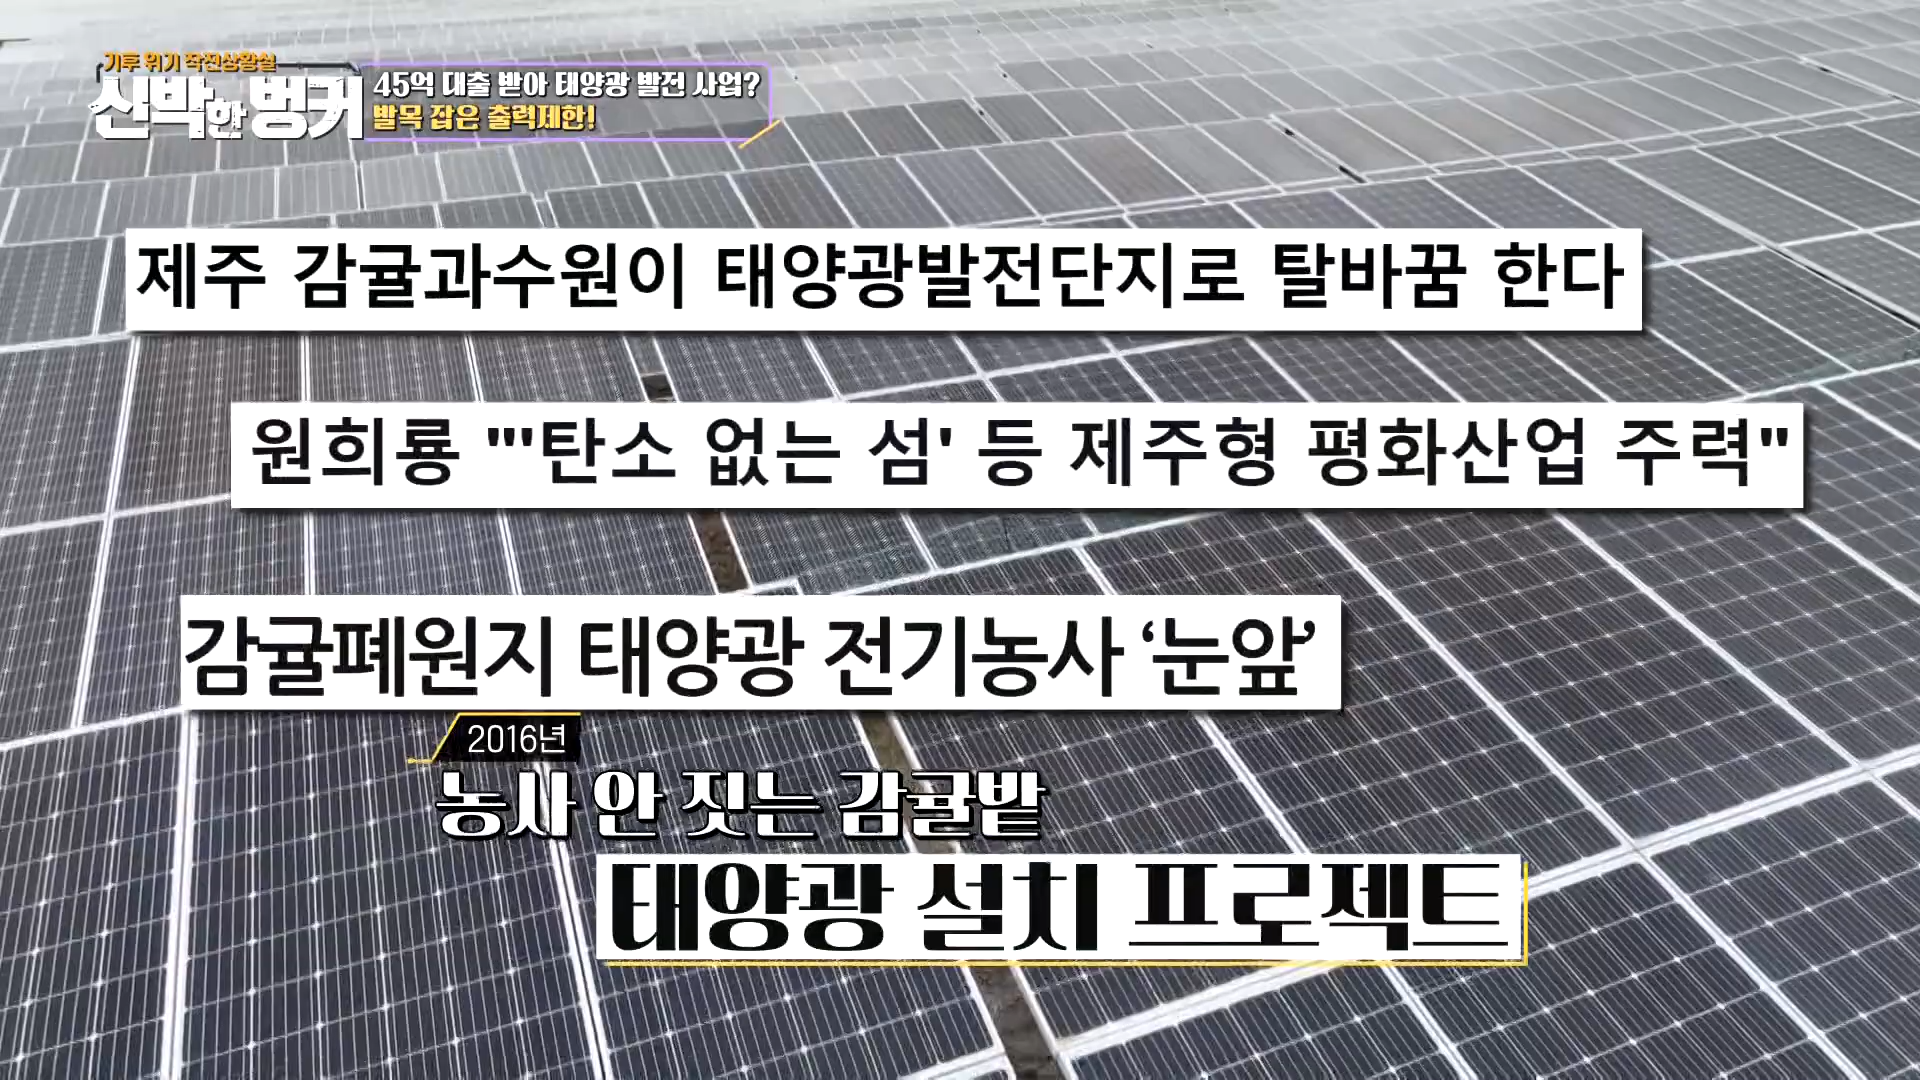 기후 위기 작전상황실
신박한 벙커
45억 대출 받아 태양광 발전 사업?
발목 잡은 출력제한!
제주 감귤과수원이 태양광발전단지로 탈바꿈 한다
원희룡 "'탄소 없는 섬' 등 제주형 평화산업 주력"
감귤폐원지 태양광 전기농사 ‘눈앞’
2016년
농사 안 짓는 감귤밭
태양광 설치 프로젝트